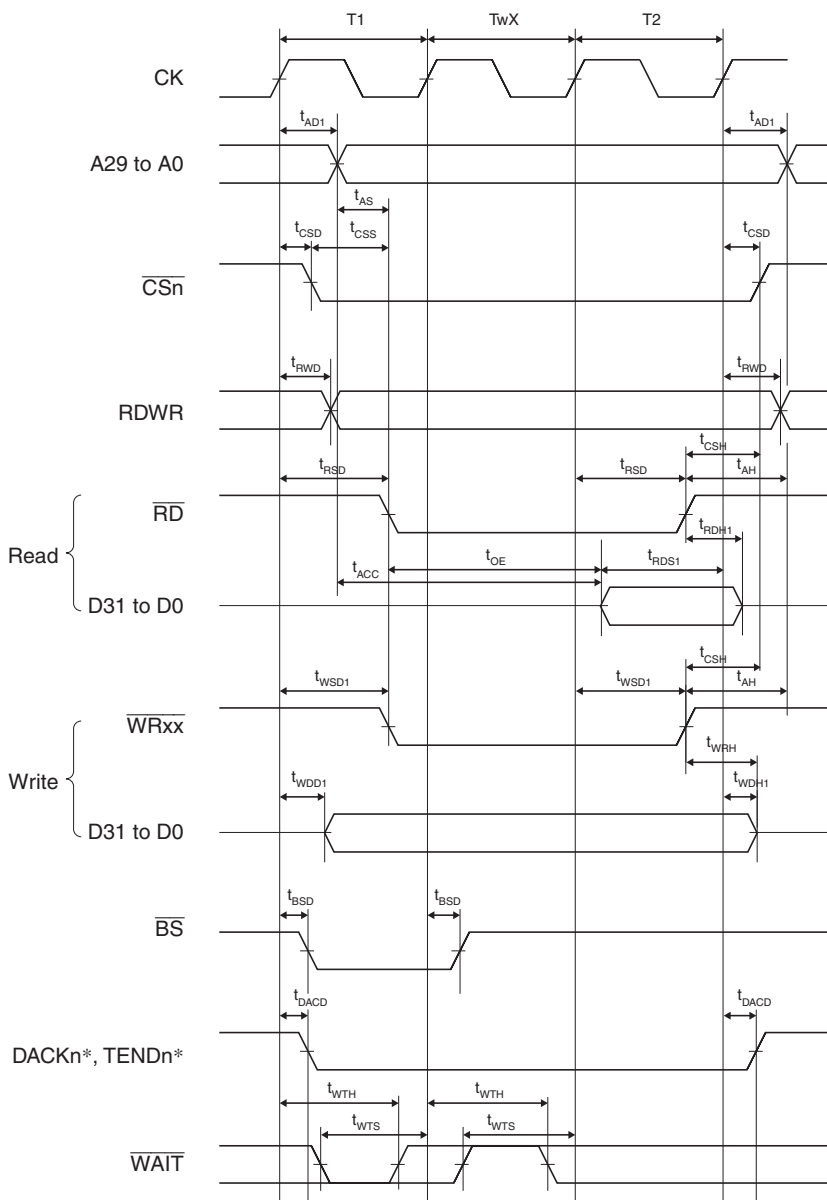 T1 TwX T2
CK
tAD1 tAD1
A29 to A0
tAS
tCSD tCSS tCSD
CSn
tRWD tRWD
RDWR
tCSH
tRSD tRSD tAH
RD
tRDH1
Read
tOE tRDS1
tACC
D31 to D0
tCSH
tWSD1 tWSD1 tAH
WRxx
tWRH
Write
tWDD1 tWDH1
D31 to D0
tBSD tBSD
BS
tDACD tDACD
DACKn*, TENDn*
tWTH tWTH
tWTS tWTS
WAIT